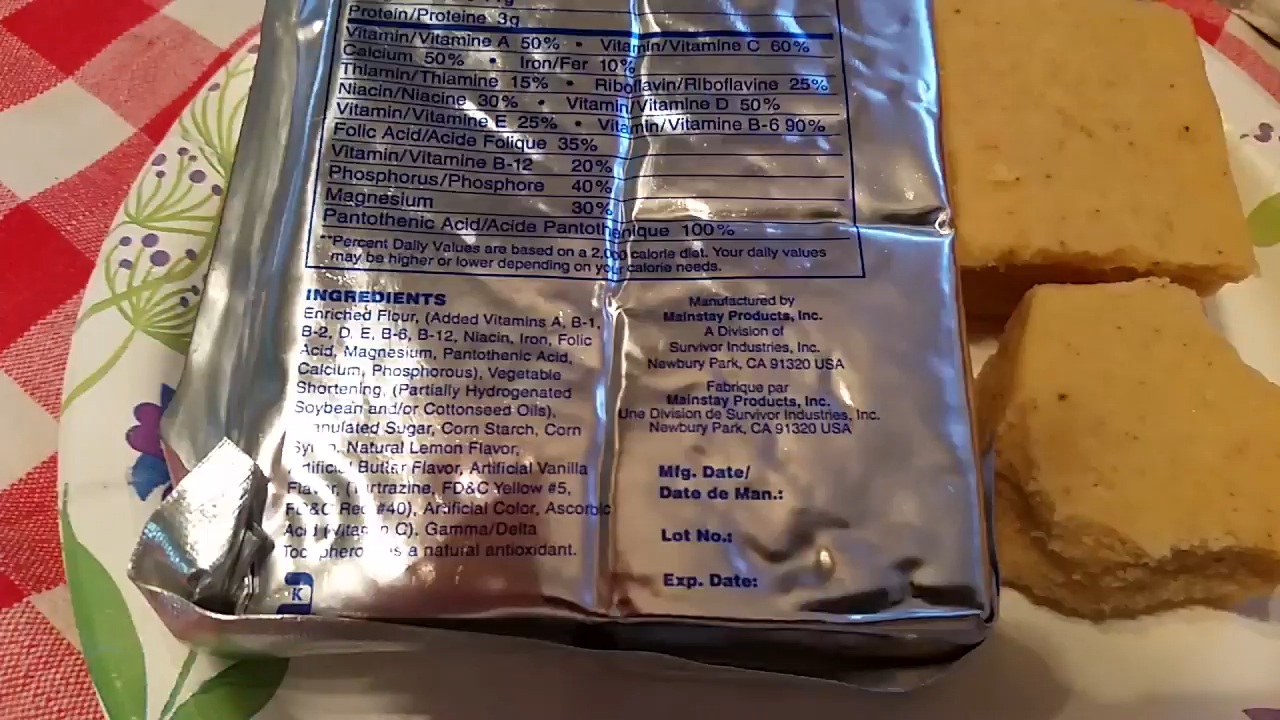 Protein/Proteine 3g
Vitamin/Vitamine A 50% • Vitamin/Vitamine C 60%
Calcium 50% • Iron/Fer 10%
Thiamin/Thiamine 15% • Riboflavin/Riboflavine 25%
Niacin/Niacine 30% • Vitamin/Vitamine D 50%
Vitamin/Vitamine E 25% • Vitamin/Vitamine B-6 90%
Folic Acid/Acide Folique 35%
Vitamin/Vitamine B-12 20%
Phosphorus/Phosphore 40%
Magnesium 30%
Pantothenic Acid/Acide Pantothenique 100%
**Percent Daily Values are based on a 2,000 calorie diet. Your daily values
may be higher or lower depending on your calorie needs.
INGREDIENTS
Enriched Flour, (Added Vitamins A, B-1,
B-2, D, E, B-6, B-12, Niacin, Iron, Folic
Acid, Magnesium, Pantothenic Acid,
Calcium, Phosphorous), Vegetable
Shortening, (Partially Hydrogenated
Soybean and/or Cottonseed Oils),
Granulated Sugar, Corn Starch, Corn
Syrup, Natural Lemon Flavor,
Artificial Butter Flavor, Artificial Vanilla
Flavor, (Tartrazine, FD&C Yellow #5,
FD&C Red #40), Artificial Color, Ascorbic
Acid (Vitamin C), Gamma/Delta
Tocopherols as a natural antioxidant.
K
Manufactured by
Mainstay Products, Inc.
A Division of
Survivor Industries, Inc.
Newbury Park, CA 91320 USA
Fabrique par
Mainstay Products, Inc.
Une Division de Survivor Industries, Inc.
Newbury Park, CA 91320 USA
Mfg. Date/
Date de Man.:
Lot No.:
Exp. Date: